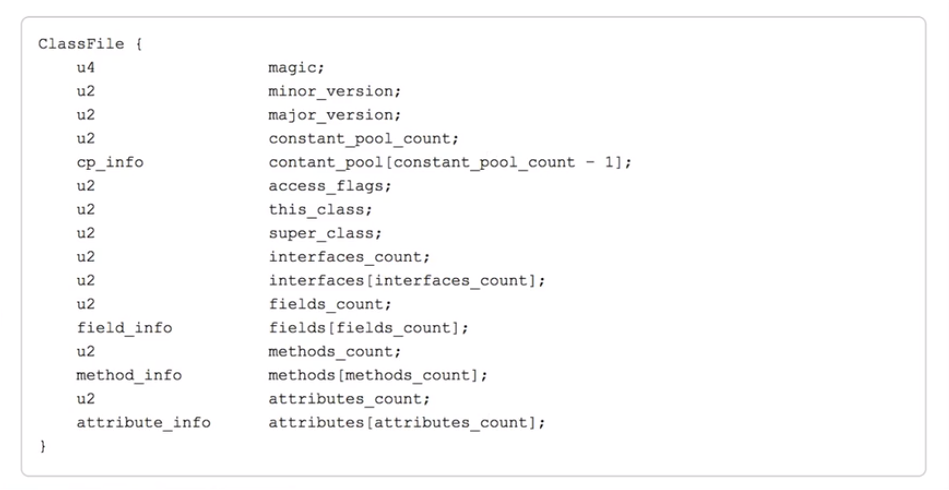 ClassFile {
u4 magic;
u2 minor_version;
u2 major_version;
u2 constant_pool_count;
cp_info contant_pool[constant_pool_count - 1];
u2 access_flags;
u2 this_class;
u2 super_class;
u2 interfaces_count;
u2 interfaces[interfaces_count];
u2 fields_count;
field_info fields[fields_count];
u2 methods_count;
method_info methods[methods_count];
u2 attributes_count;
attribute_info attributes[attributes_count];
}